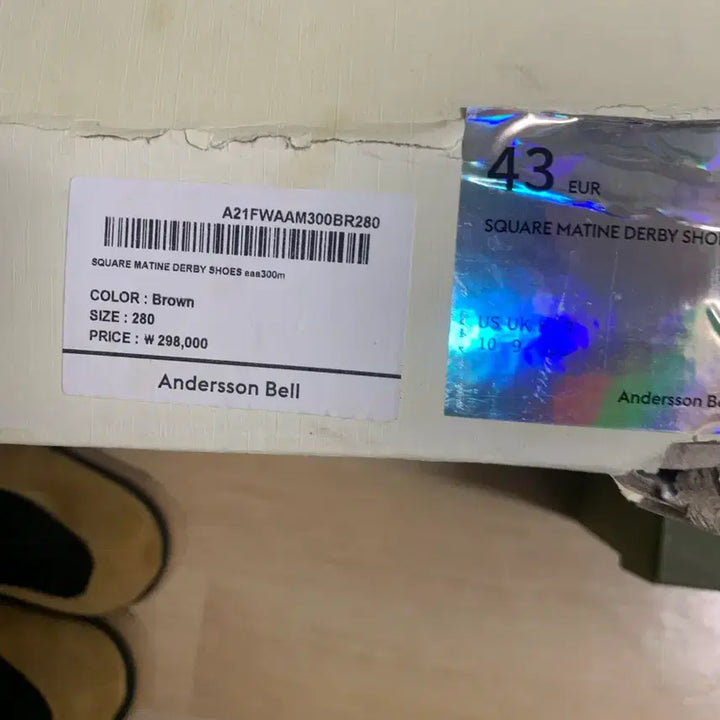 A21FWAAM300BR280
SQUARE MATINE DERBY SHOES aaa300m
COLOR : Brown
SIZE : 280
PRICE : ₩ 298,000
Andersson Bell
43 EUR
SQUARE MATINE DERBY SHO
US UK
10 9
Andersson Be